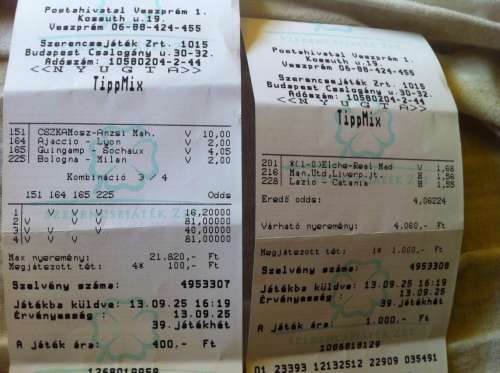 Postahivatal Veszprém 1.
Kossuth u.19.
Veszprém 06-88-424-455
Szerencsejáték Zrt. 1015
Budapest Csalogány u.30-32.
Adószám: 10580204-2-44
<<NYUGTA>>
TippMix
151 CSZKAMosz-Anzsi Mah. V 10,00
164 Ajaccio - Lyon V 2,00
165 Guingamp - Sochaux V 4,05
225 Bologna - Milan V 2,00
Kombináció 3 / 4
151 164 165 225 Odds
1 V V V 16,20000
2 V V V 81,00000
3 V V V 40,00000
4 V V V 81,00000
Max nyeremény: 21.820,- Ft
Megjátszott tét: 4* 100,- Ft
Szelvény száma: 4953307
Játékba küldve: 13.09.25 16:19
Érvényesség: 13.09.25
39.játékhét
A játék ára: 400,- Ft
Postahivatal Veszprém 1.
Kossuth u.19.
Veszprém 06-88-424-455
Szerencsejáték Zrt. 1015
Budapest Csalogány u.30-32.
Adószám: 10580204-2-44
<<NYUGTA>>
TippMix
201 *(1-0)Elche-Real Mad V 1,68
216 Man.Utd,Liverp.Jt. H 1,56
228 Lazio - Catania H 1,55
Eredő odds: 4,06224
Várható nyeremény: 4.060,- Ft
Megjátszott tét: 1* 1.000,- Ft
Szelvény száma: 4953308
Játékba küldve: 13.09.25 16:19
Érvényesség: 13.09.25
39.játékhét
A játék ára: 1.000,- Ft
01 23393 12132512 22909 035491